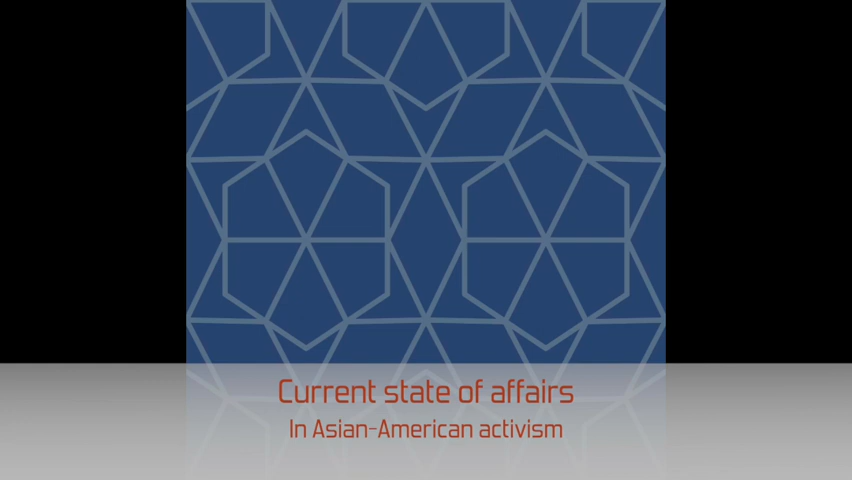 Current state of affairs
In Asian-American activism